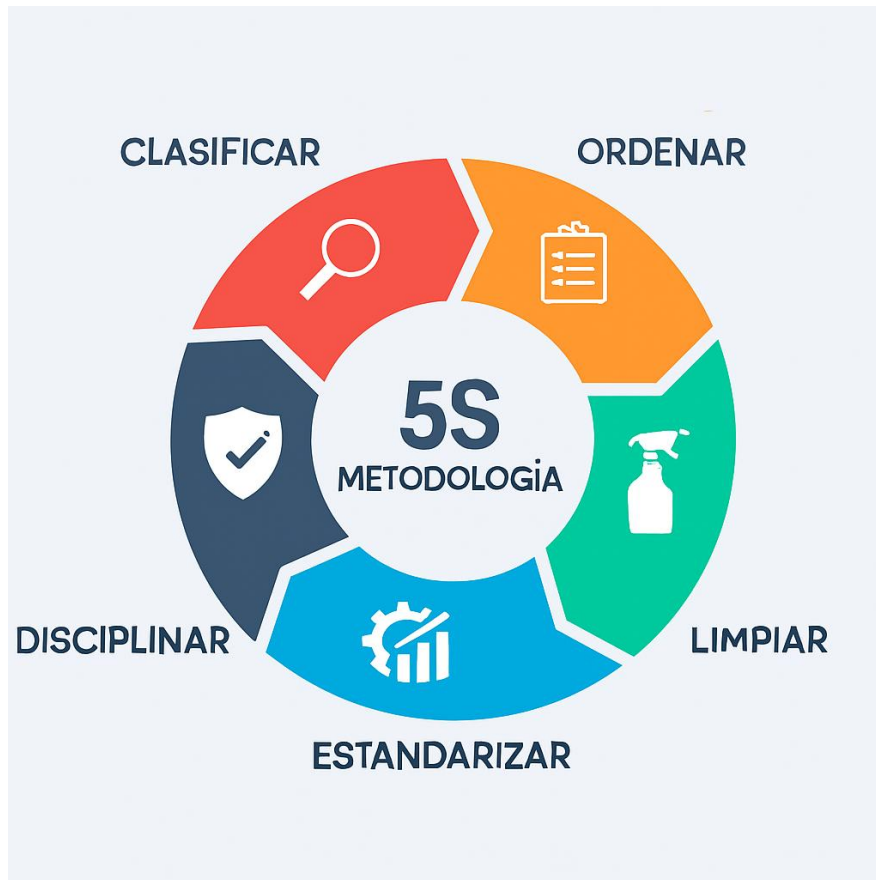 CLASIFICAR
ORDENAR
5S
METODOLOGÍA
DISCIPLINAR
LIMPIAR
ESTANDARIZAR